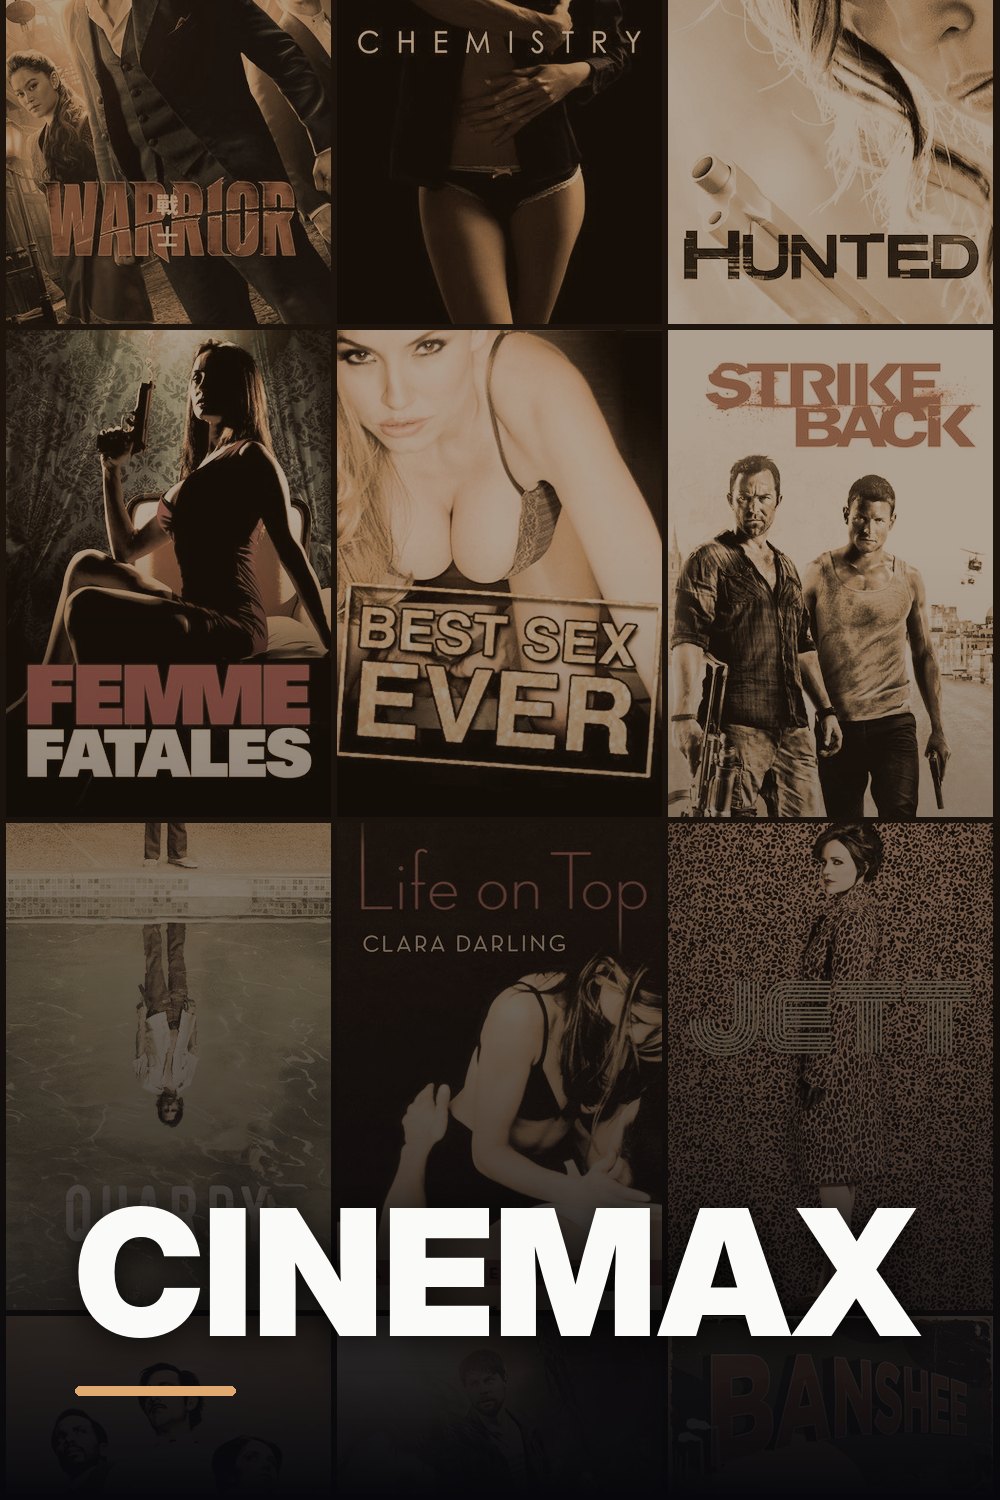 CHEMISTRY
WARRIOR
戰
士
HUNTED
STRIKE
BACK
BEST SEX
EVER
FEMME
FATALES
Life on Top
CLARA DARLING
JETT
QUARRY
CINEMAX
BANSHEE